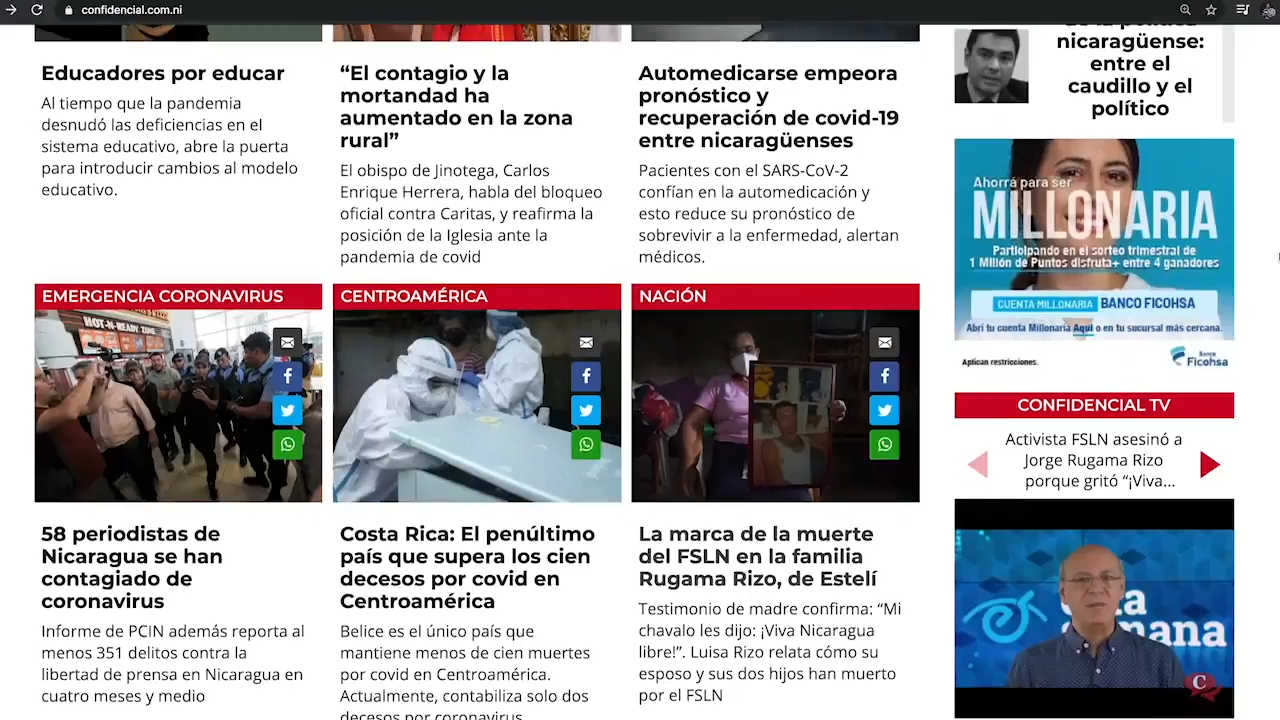 confidencial.com.ni
Educadores por educar
Al tiempo que la pandemia
desnudó las deficiencias en el
sistema educativo, abre la puerta
para introducir cambios al modelo
educativo.
“El contagio y la
mortandad ha
aumentado en la zona
rural”
El obispo de Jinotega, Carlos
Enrique Herrera, habla del bloqueo
oficial contra Caritas, y reafirma la
posición de la Iglesia ante la
pandemia de covid
Automedicarse empeora
pronóstico y
recuperación de covid-19
entre nicaragüenses
Pacientes con el SARS-CoV-2
confían en la automedicación y
esto reduce su pronóstico de
sobrevivir a la enfermedad, alertan
médicos.
EMERGENCIA CORONAVIRUS
HOT-N-READY ZONE
58 periodistas de
Nicaragua se han
contagiado de
coronavirus
Informe de PCIN además reporta al
menos 351 delitos contra la
libertad de prensa en Nicaragua en
cuatro meses y medio
CENTROAMÉRICA
Costa Rica: El penúltimo
país que supera los cien
decesos por covid en
Centroamérica
Belice es el único país que
mantiene menos de cien muertes
por covid en Centroamérica.
Actualmente, contabiliza solo dos
decesos por coronavirus
NACIÓN
La marca de la muerte
del FSLN en la familia
Rugama Rizo, de Estelí
Testimonio de madre confirma: “Mi
chavalo les dijo: ¡Viva Nicaragua
libre!”. Luisa Rizo relata cómo su
esposo y sus dos hijos han muerto
por el FSLN
de la política
nicaragüense:
entre el
caudillo y el
político
Ahorrá para ser
MILLONARIA
Participando en el sorteo trimestral de
1 Millón de Puntos disfruta+ entre 4 ganadores
CUENTA MILLONARIA BANCO FICOHSA
Abrí tu cuenta Millonaria Aquí o en tu sucursal más cercana.
Aplican restricciones.
Banco
Ficohsa
CONFIDENCIAL TV
Activista FSLN asesinó a
Jorge Rugama Rizo
porque gritó “¡Viva...
C